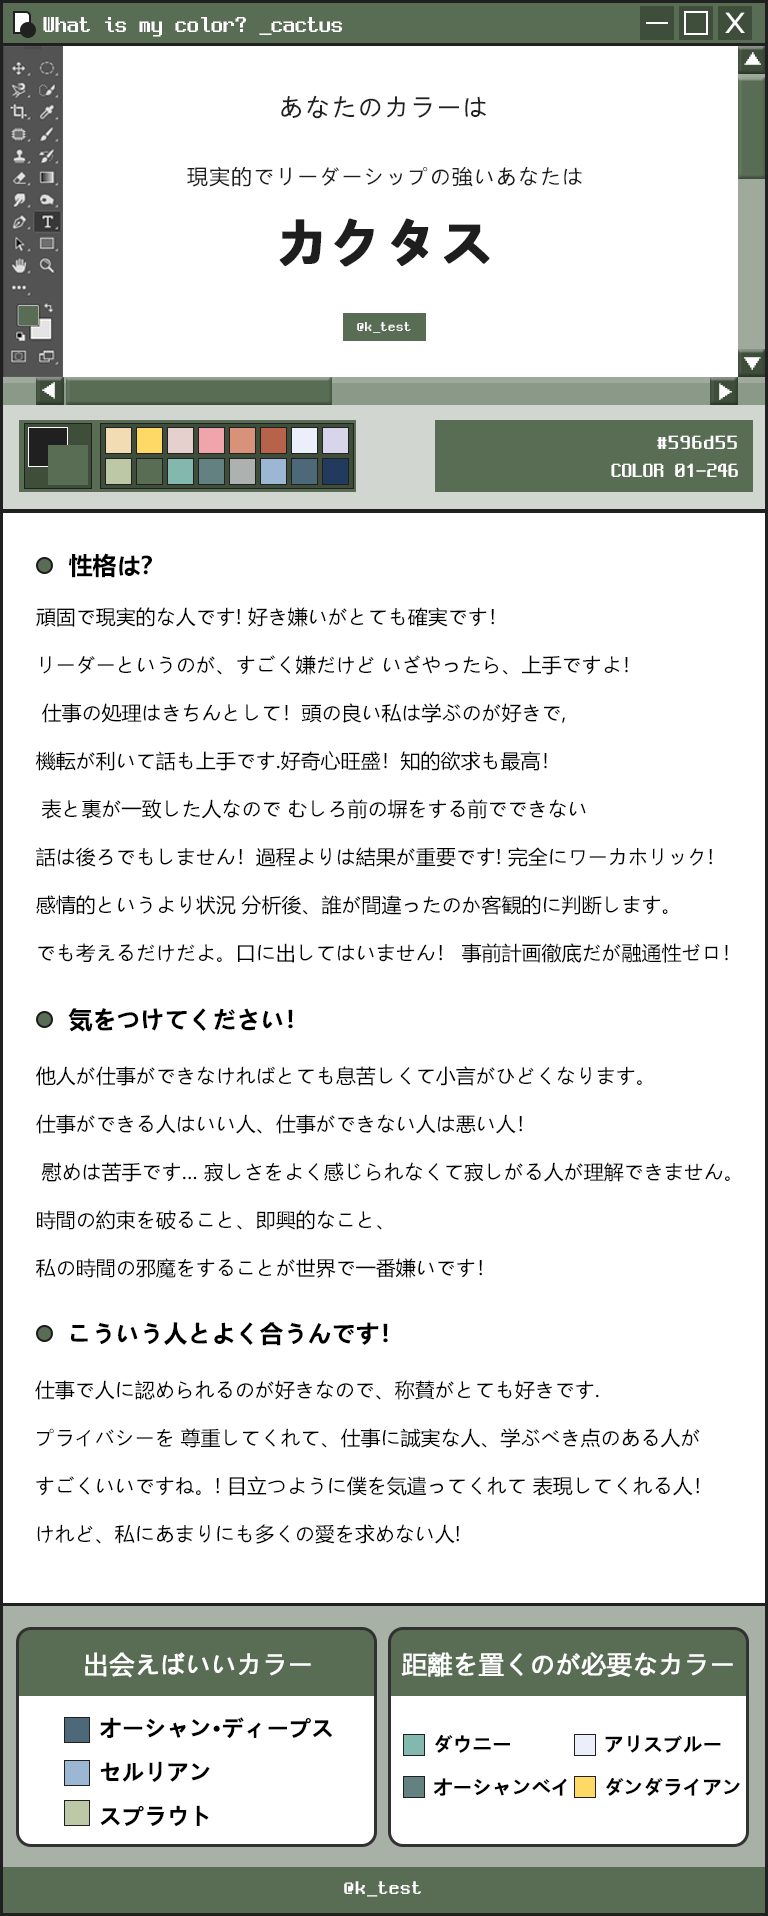 What is my color? _cactus
あなたのカラーは
現実的でリーダーシップの強いあなたは
カクタス
@k_test
#596d55
COLOR 01-246
性格は?
頑固で現実的な人です! 好き嫌いがとても確実です!
リーダーというのが、すごく嫌だけど いざやったら、上手ですよ!
仕事の処理はきちんとして! 頭の良い私は学ぶのが好きで,
機転が利いて話も上手です.好奇心旺盛! 知的欲求も最高!
表と裏が一致した人なので むしろ前の塀をする前でできない
話は後ろでもしません! 過程よりは結果が重要です! 完全にワーカホリック!
感情的というより状況 分析後、誰が間違ったのか客観的に判断します。
でも考えるだけだよ。口に出してはいません! 事前計画徹底だが融通性ゼロ!
気をつけてください!
他人が仕事ができなければとても息苦しくて小言がひどくなります。
仕事ができる人はいい人、仕事ができない人は悪い人!
慰めは苦手です... 寂しさをよく感じられなくて寂しがる人が理解できません。
時間の約束を破ること、即興的なこと、
私の時間の邪魔をすることが世界で一番嫌いです!
こういう人とよく合うんです!
仕事で人に認められるのが好きなので、称賛がとても好きです.
プライバシーを 尊重してくれて、仕事に誠実な人、学ぶべき点のある人が
すごくいいですね。! 目立つように僕を気遣ってくれて 表現してくれる人!
けれど、私にあまりにも多くの愛を求めない人!
出会えばいいカラー
オーシャン•ディープス
セルリアン
スプラウト
距離を置くのが必要なカラー
ダウニー アリスブルー
オーシャンベイ ダンダライアン
@k_test